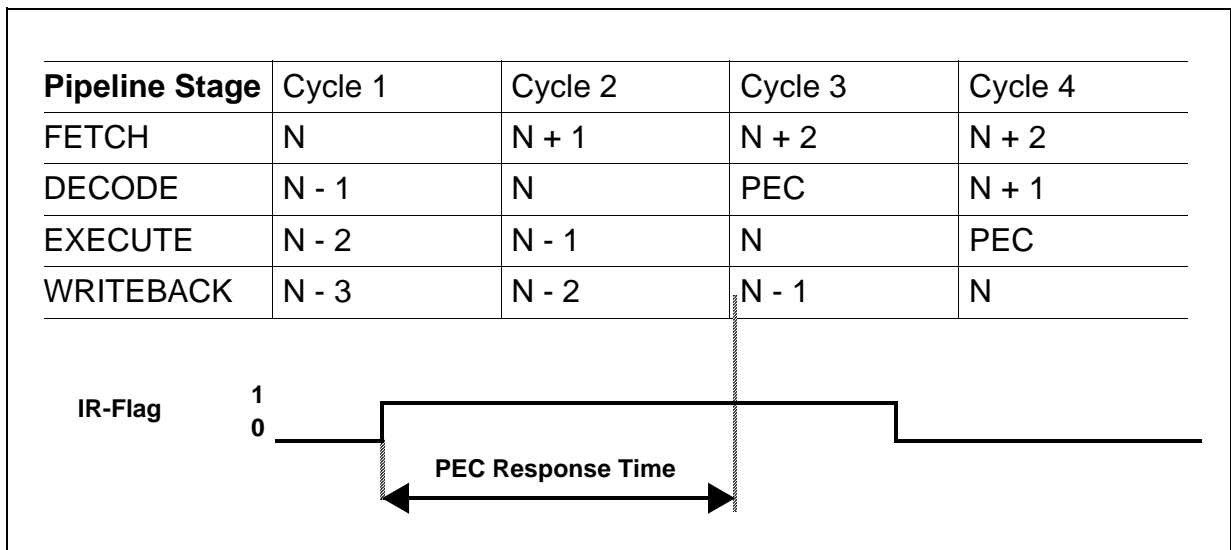 Pipeline Stage Cycle 1 Cycle 2 Cycle 3 Cycle 4
FETCH N N + 1 N + 2 N + 2
DECODE N - 1 N PEC N + 1
EXECUTE N - 2 N - 1 N PEC
WRITEBACK N - 3 N - 2 N - 1 N
IR-Flag 1
0
PEC Response Time